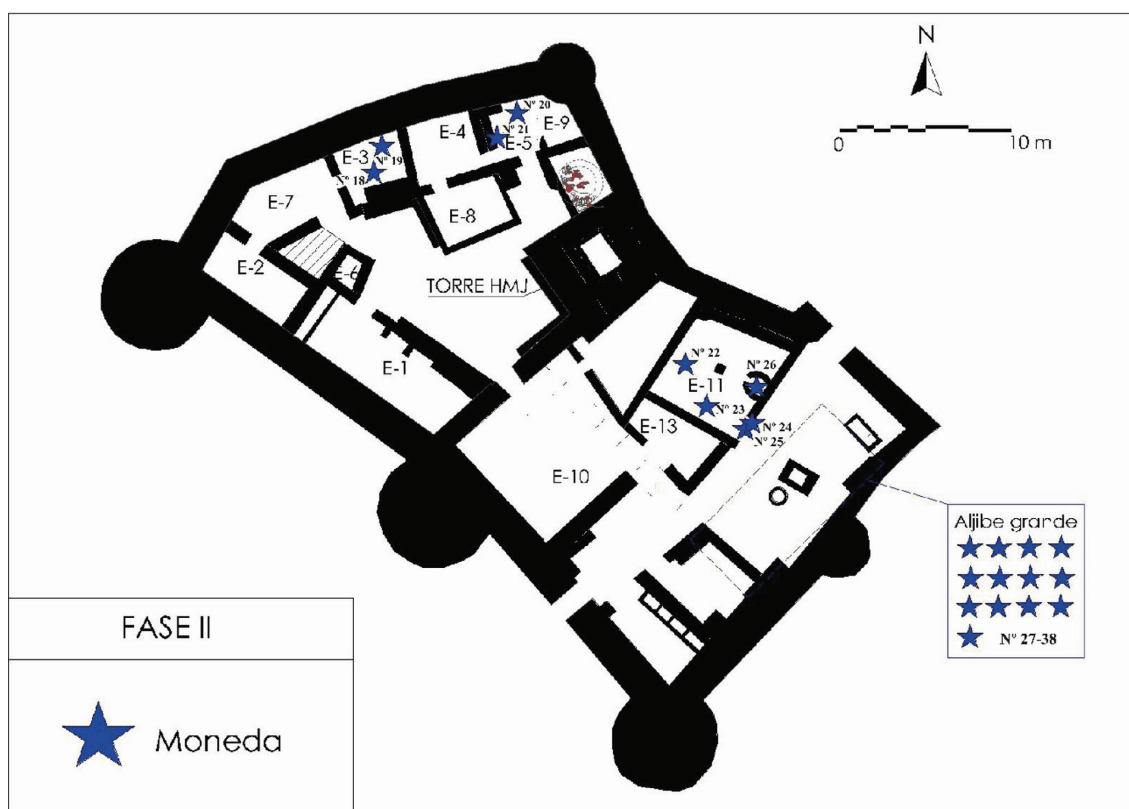 N
0 10 m
Nº 20
E-4
E-9
Nº 21
E-5
E-3
Nº 19
Nº 18
E-7
E-8
E-2
E-6
TORRE HMJ
E-1
Nº 22
Nº 26
E-11
Nº 23
Nº 24
Nº 25
E-13
E-10
Aljibe grande
Nº 27-38
FASE II
Moneda